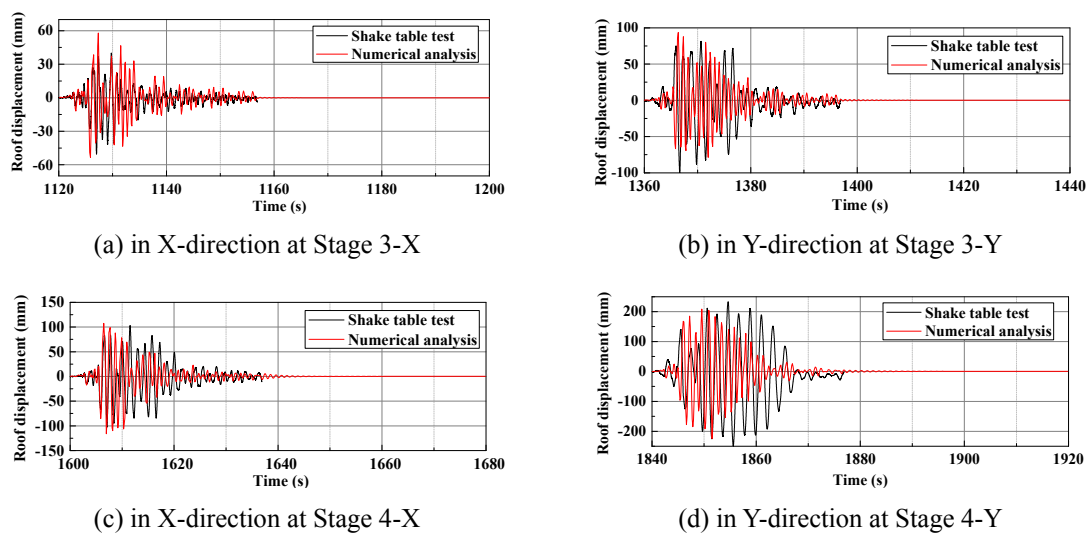 60
30
0
-30
-60
Roof displacement (mm)
Shake table test
Numerical analysis
1120 1140 1160 1180 1200
Time (s)
(a) in X-direction at Stage 3-X
100
50
0
-50
-100
Roof displacement (mm)
Shake table test
Numerical analysis
1360 1380 1400 1420 1440
Time (s)
(b) in Y-direction at Stage 3-Y
150
100
50
0
-50
-100
-150
Roof displacement (mm)
Shake table test
Numerical analysis
1600 1620 1640 1660 1680
Time (s)
(c) in X-direction at Stage 4-X
200
100
0
-100
-200
Roof displacement (mm)
Shake table test
Numerical analysis
1840 1860 1880 1900 1920
Time (s)
(d) in Y-direction at Stage 4-Y